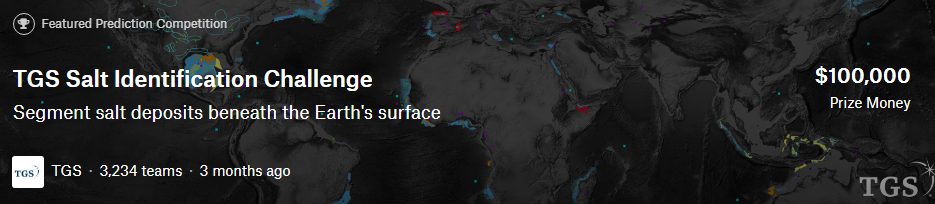 Featured Prediction Competition
TGS Salt Identification Challenge
$100,000
Segment salt deposits beneath the Earth's surface
Prize Money
TGS
TGS · 3,234 teams · 3 months ago
TGS